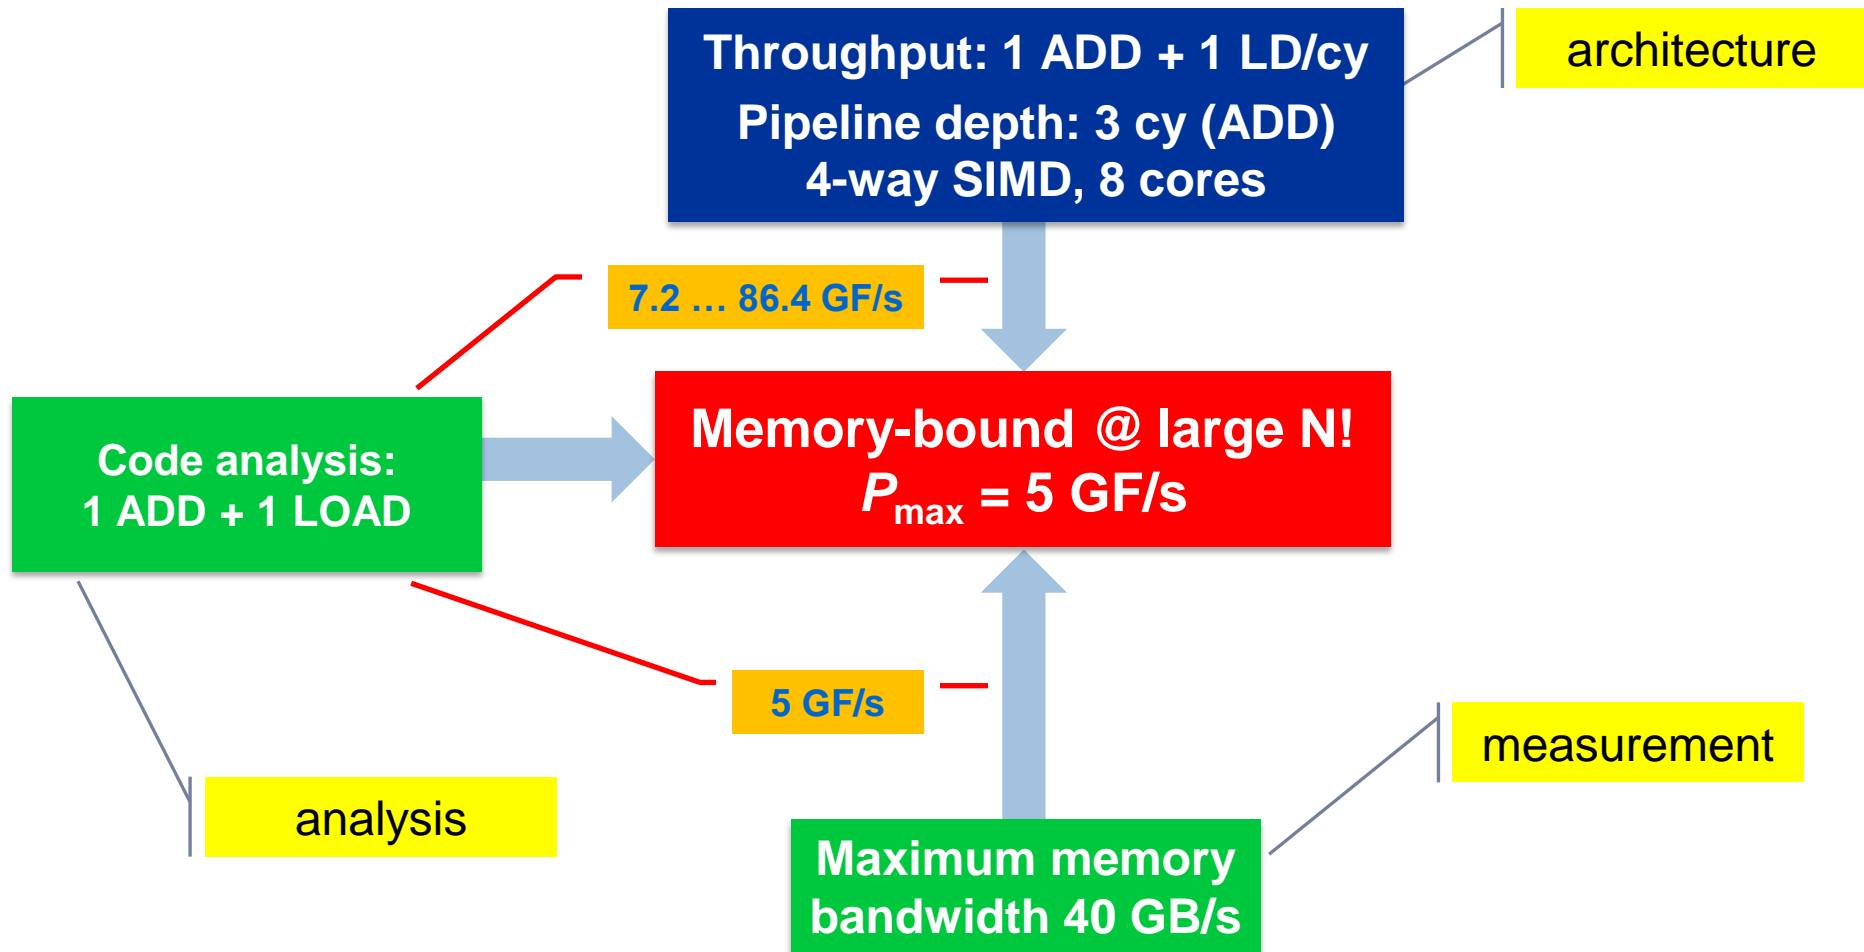 Throughput: 1 ADD + 1 LD/cy
Pipeline depth: 3 cy (ADD)
4-way SIMD, 8 cores
architecture
7.2 … 86.4 GF/s
Code analysis:
1 ADD + 1 LOAD
Memory-bound @ large N!
Pmax = 5 GF/s
5 GF/s
measurement
analysis
Maximum memory
bandwidth 40 GB/s